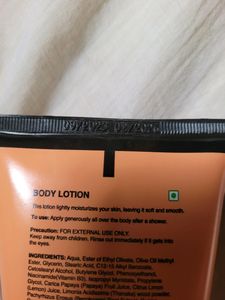 BODY LOTION
This lotion lightly moisturizes your skin, leaving it soft and smooth.
To use: Apply generously all over the body after a shower.
Precaution: FOR EXTERNAL USE ONLY.
Keep away from children. Rinse out immediately if it gets into
eye.
INGREDIENTS: Aqua, Ester of Ethyl Olivate, Olive Oil Methyl
Ester, Glycerin, Stearic Acid, C12-15 Alkyl Benzoate,
Cetostearyl Alcohol, Butylene Glycol, Phenoxyethanol,
Niacinamide(Vitamin B3), Isopropyl Myristate, Propylene
Glycol, Carica Papaya (Papaya) Fruit Juice, Citrus Limon
(Lemon) Juice, Limonia Acidissima (Thanaka) wood powder,